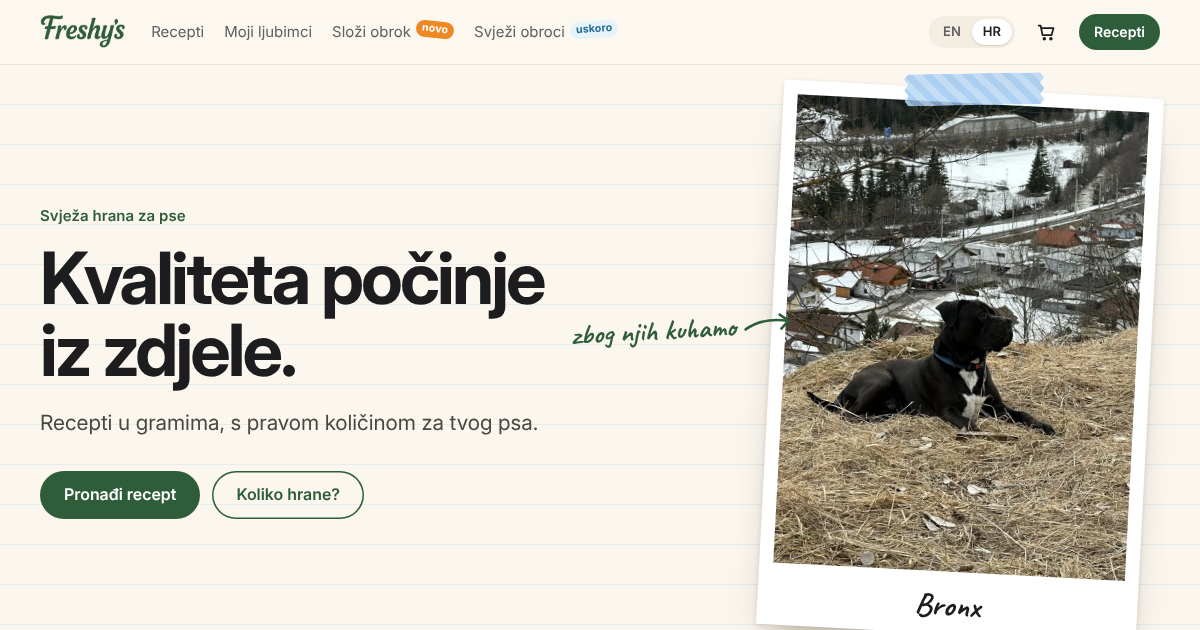 Freshy's
Recepti
Moji ljubimci
Složi obrok
novo
Svježi obroci
uskoro
EN
HR
Recepti
Svježa hrana za pse
Kvaliteta počinje
iz zdjele.
zbog njih kuhamo
Recepti u gramima, s pravom količinom za tvog psa.
Pronađi recept
Koliko hrane?
Bronx